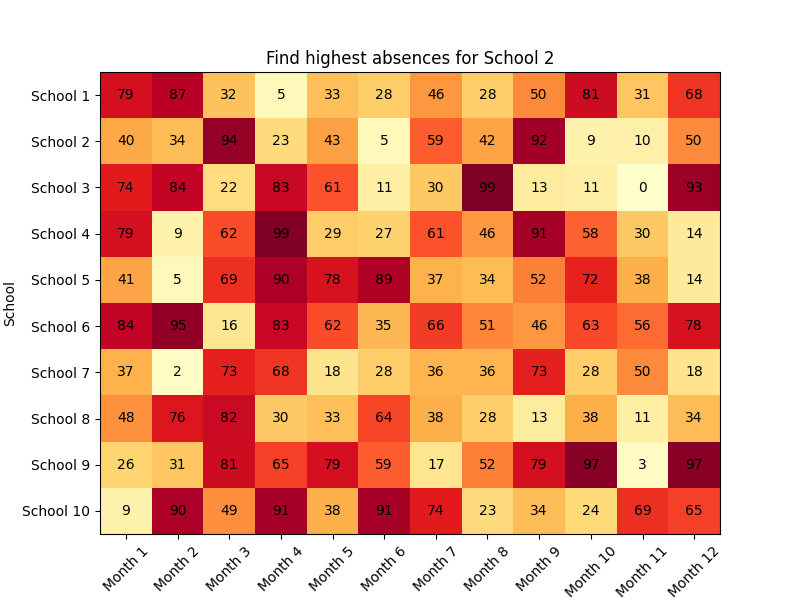 Find highest absences for School 2
School
School 1 79 87 32 5 33 28 46 28 50 81 31 68
School 2 40 34 94 23 43 5 59 42 92 9 10 50
School 3 74 84 22 83 61 11 30 99 13 11 0 93
School 4 79 9 62 99 29 27 61 46 91 58 30 14
School 5 41 5 69 90 78 89 37 34 52 72 38 14
School 6 84 95 16 83 62 35 66 51 46 63 56 78
School 7 37 2 73 68 18 28 36 36 73 28 50 18
School 8 48 76 82 30 33 64 38 28 13 38 11 34
School 9 26 31 81 65 79 59 17 52 79 97 3 97
School 10 9 90 49 91 38 91 74 23 34 24 69 65
Month 1 Month 2 Month 3 Month 4 Month 5 Month 6 Month 7 Month 8 Month 9 Month 10 Month 11 Month 12